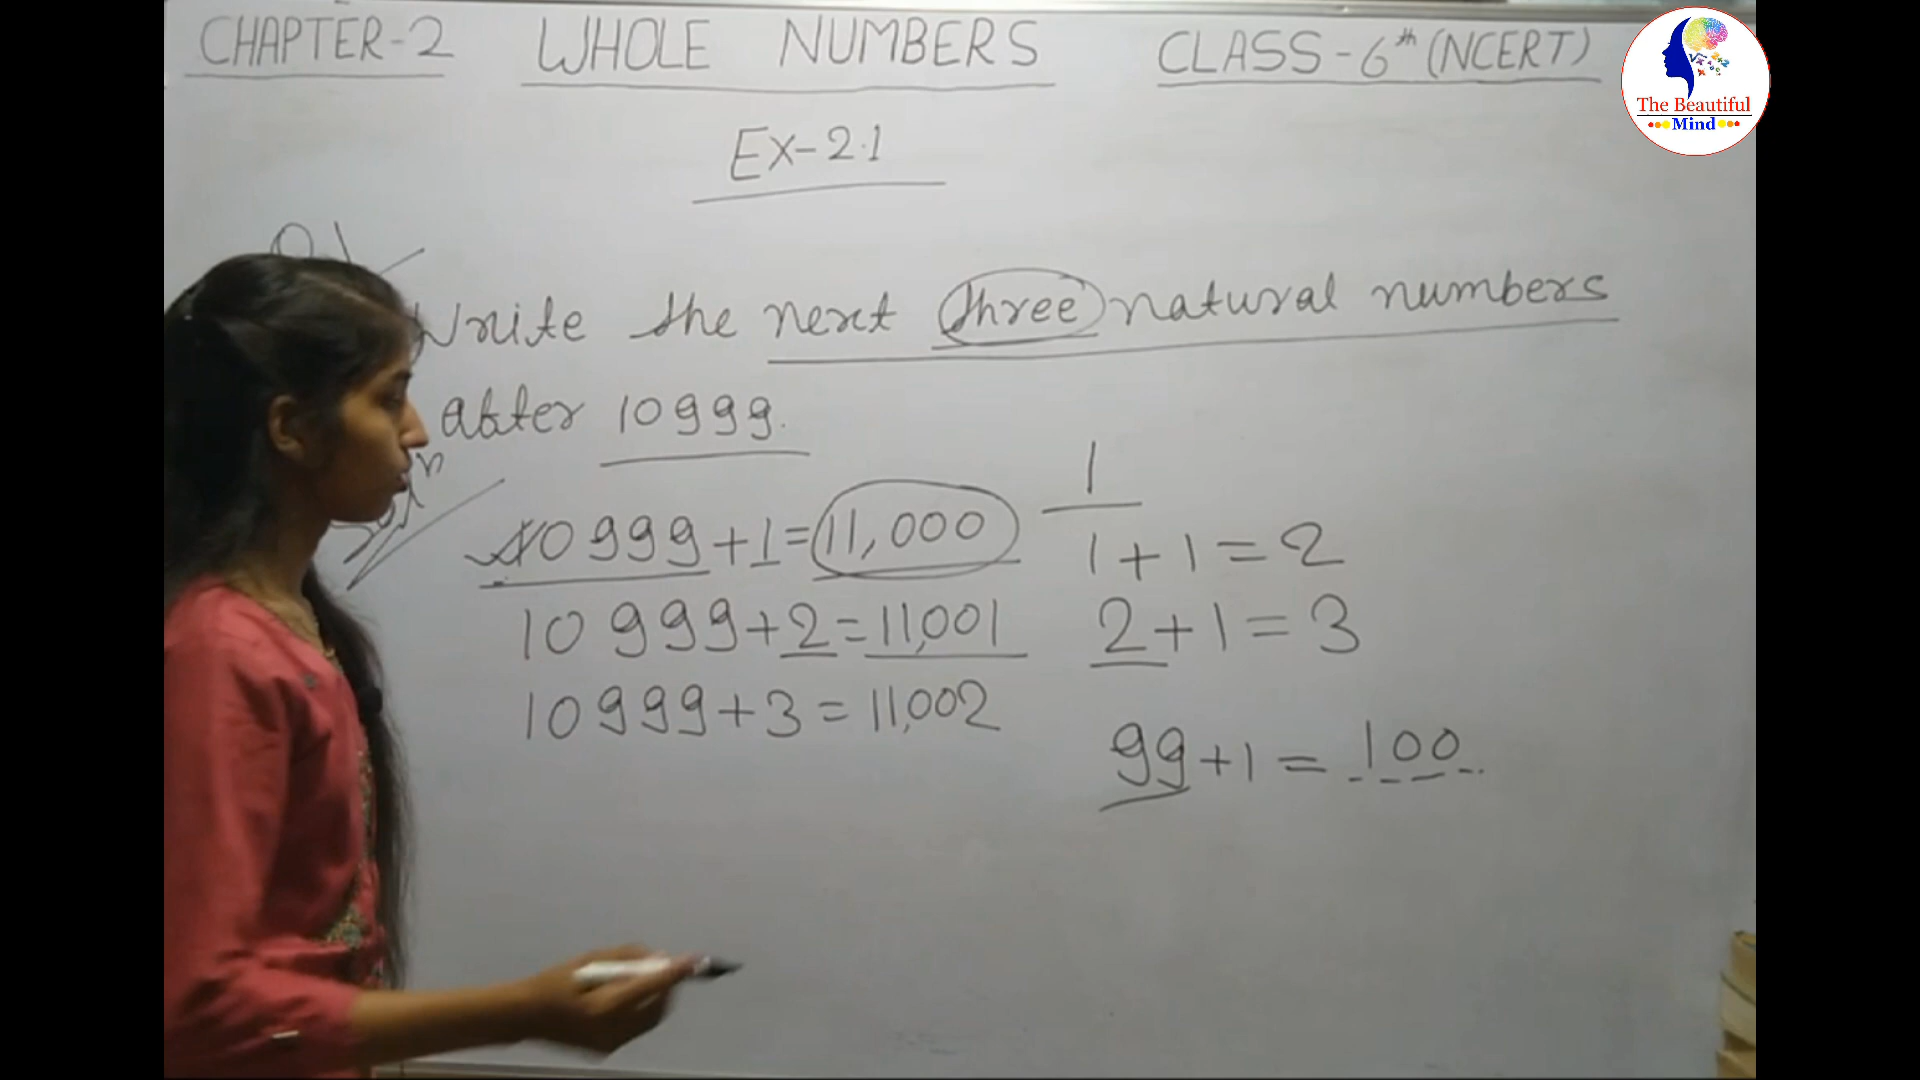 CHAPTER-2 WHOLE NUMBERS CLASS-6th (NCERT)
The Beautiful
Mind
Ex-2.1
Write the next three natural numbers
after 10999.
10999+1=11,000
10999+2=11,001
10999+3=11,002
1
1+1=2
2+1=3
99+1=100